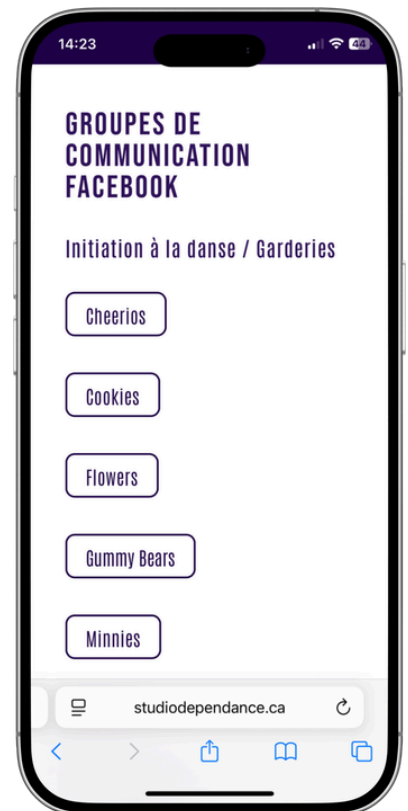 14:23
44
GROUPES DE
COMMUNICATION
FACEBOOK
Initiation à la danse / Garderies
Cheerios
Cookies
Flowers
Gummy Bears
Minnies
studiodependance.ca